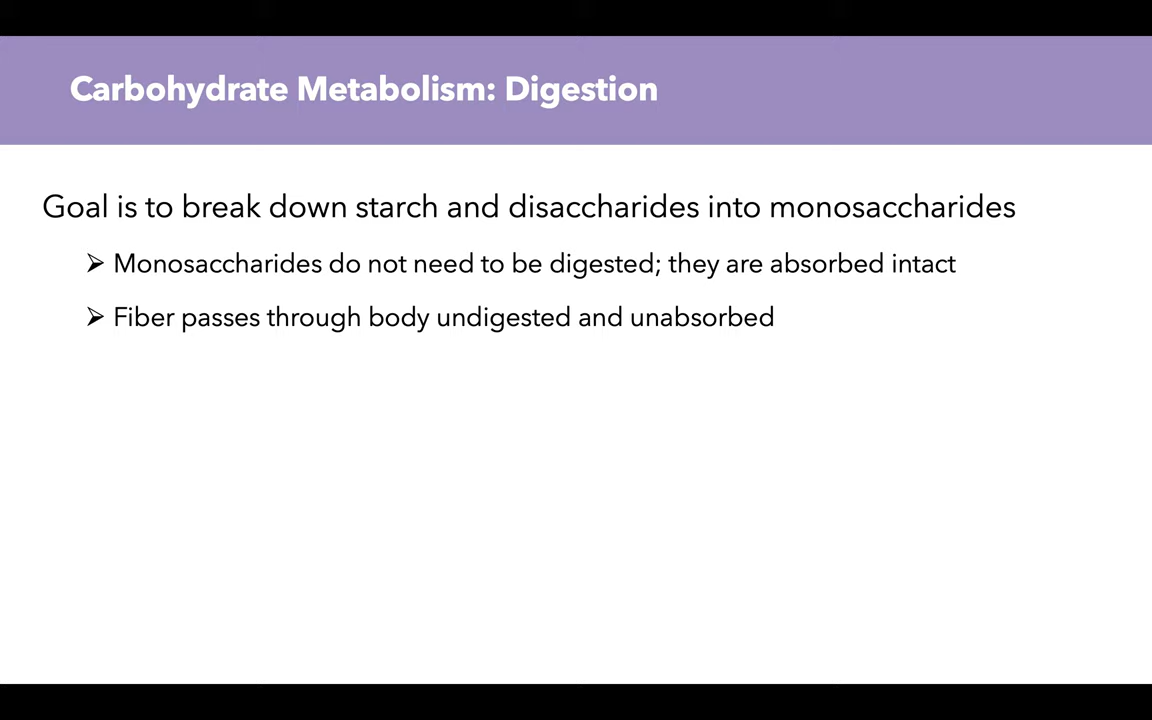 Carbohydrate Metabolism: Digestion
Goal is to break down starch and disaccharides into monosaccharides
➢ Monosaccharides do not need to be digested; they are absorbed intact
➢ Fiber passes through body undigested and unabsorbed